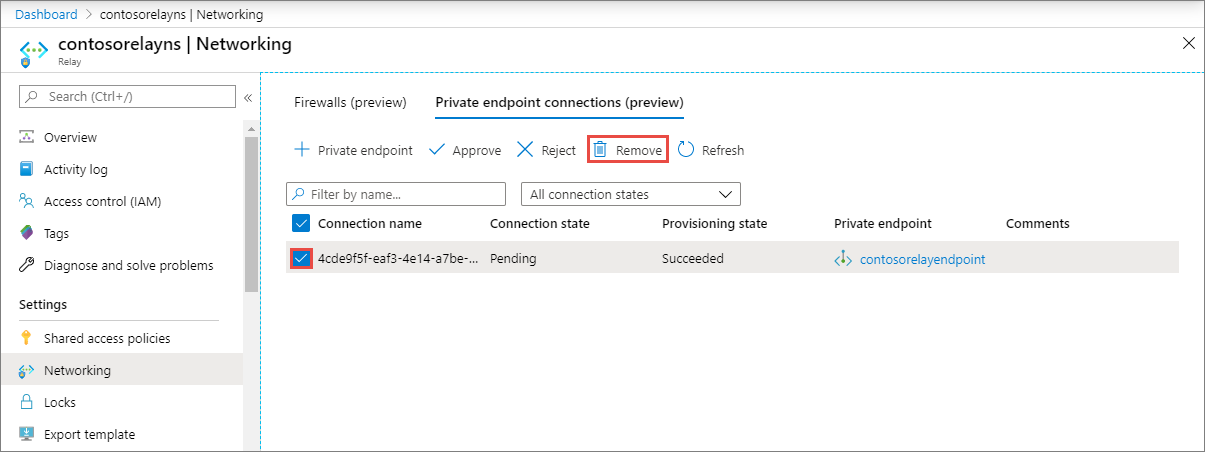 Dashboard > contosorelayns | Networking
contosorelayns | Networking
Relay
Search (Ctrl+/)
«
Overview
Activity log
Access control (IAM)
Tags
Diagnose and solve problems
Settings
Shared access policies
Networking
Locks
Export template
Firewalls (preview) Private endpoint connections (preview)
Private endpoint Approve Reject Remove Refresh
Filter by name... All connection states
Connection name Connection state Provisioning state Private endpoint Comments
4cde9f5f-eaf3-4e14-a7be-... Pending Succeeded contosorelayendpoint